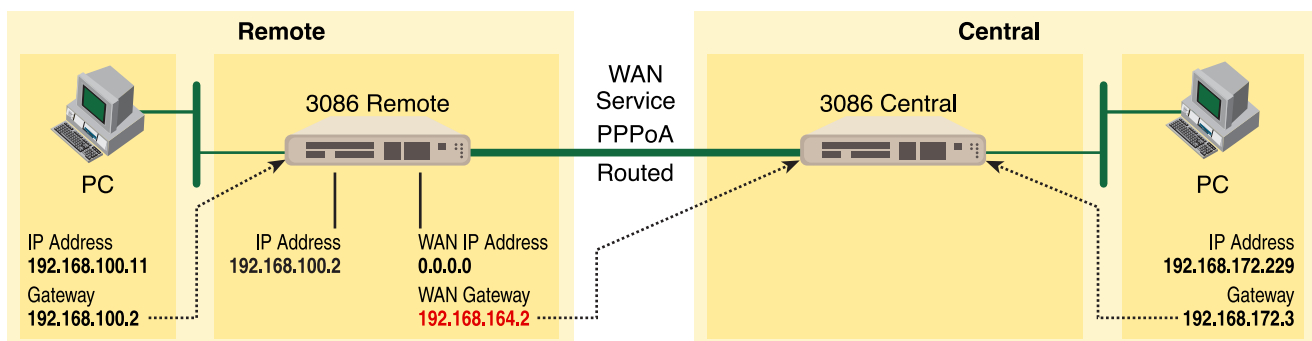 Remote
Central
3086 Remote
WAN
Service
PPPoA
Routed
3086 Central
PC
PC
IP Address
192.168.100.11
Gateway
192.168.100.2
IP Address
192.168.100.2
WAN IP Address
0.0.0.0
WAN Gateway
192.168.164.2
IP Address
192.168.172.229
Gateway
192.168.172.3